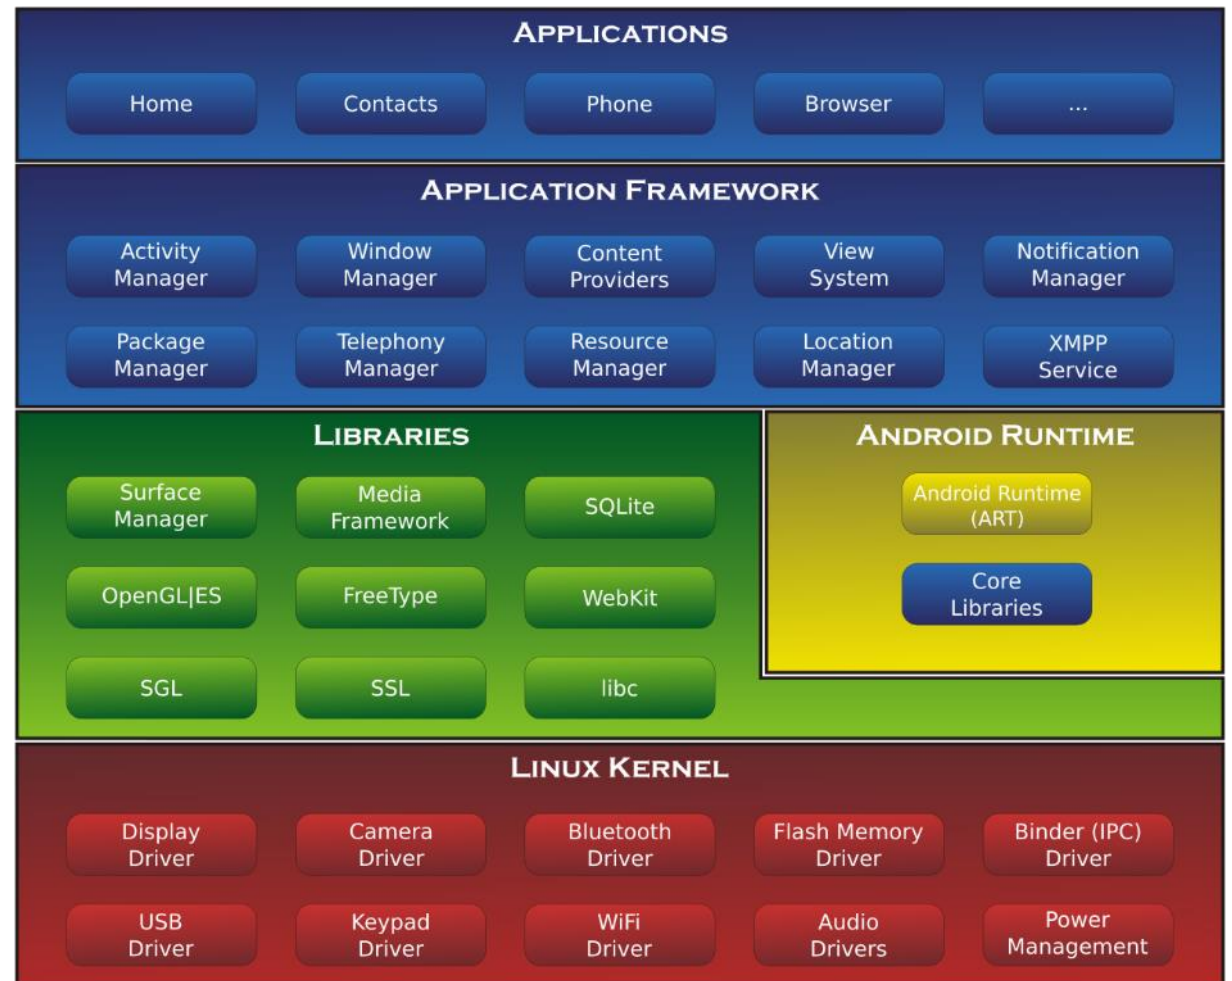 APPLICATIONS
Home
Contacts
Phone
Browser
...
APPLICATION FRAMEWORK
Activity
Manager
Window
Manager
Content
Providers
View
System
Notification
Manager
Package
Manager
Telephony
Manager
Resource
Manager
Location
Manager
XMPP
Service
LIBRARIES
Surface
Manager
Media
Framework
SQLite
OpenGL|ES
FreeType
WebKit
SGL
SSL
libc
ANDROID RUNTIME
Android Runtime
(ART)
Core
Libraries
LINUX KERNEL
Display
Driver
Camera
Driver
Bluetooth
Driver
Flash Memory
Driver
Binder (IPC)
Driver
USB
Driver
Keypad
Driver
WiFi
Driver
Audio
Drivers
Power
Management